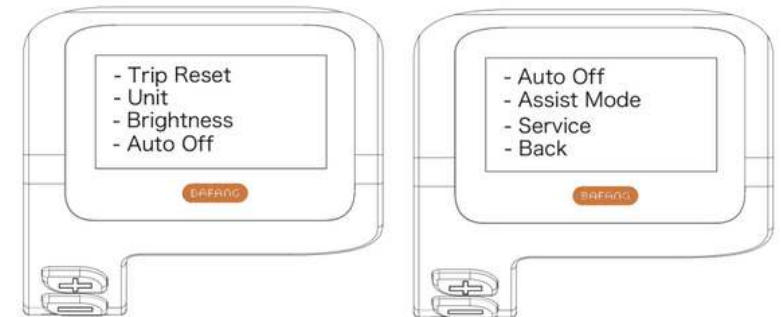 - Trip Reset
- Unit
- Brightness
- Auto Off
BAFANG
- Auto Off
- Assist Mode
- Service
- Back
BAFANG